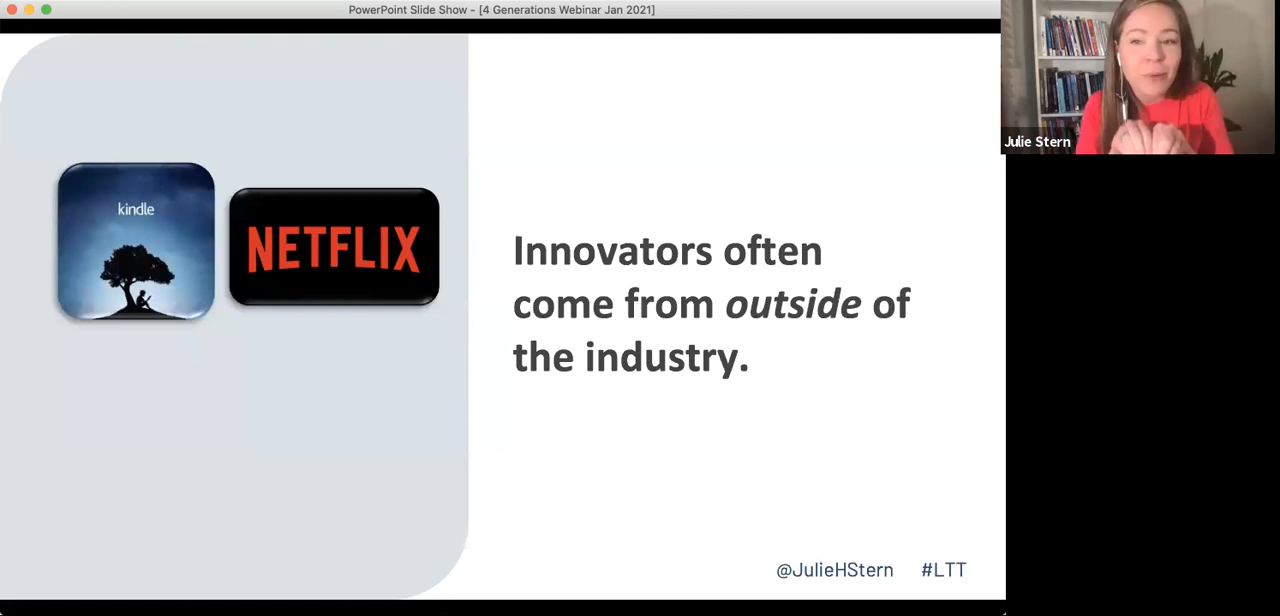 PowerPoint Slide Show - [4 Generations Webinar Jan 2021]
Julie Stern
kindle
NETFLIX
Innovators often
come from outside of
the industry.
@JulieHStern #LTT